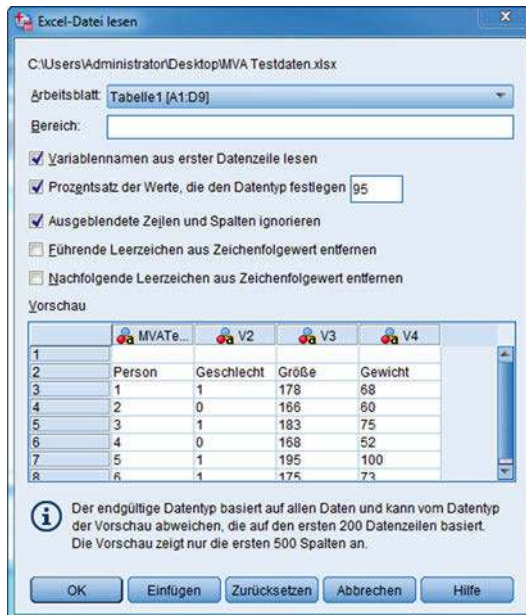 Excel-Datei lesen
C:\Users\Administrator\Desktop\MVA Testdaten.xlsx
Arbeitsblatt: Tabelle1 [A1:D9]
Bereich:
Variablennamen aus erster Datenzeile lesen
Prozentsatz der Werte, die den Datentyp festlegen 95
Ausgeblendete Zeilen und Spalten ignorieren
Führende Leerzeichen aus Zeichenfolgewert entfernen
Nachfolgende Leerzeichen aus Zeichenfolgewert entfernen
Vorschau
MVATe... V2 V3 V4
1
2 Person Geschlecht Größe Gewicht
3 1 1 178 68
4 2 0 166 60
5 3 1 183 75
6 4 0 168 52
7 5 1 195 100
8 6 1 175 73
Der endgültige Datentyp basiert auf allen Daten und kann vom Datentyp
der Vorschau abweichen, die auf den ersten 200 Datenzeilen basiert.
Die Vorschau zeigt nur die ersten 500 Spalten an.
OK Einfügen Zurücksetzen Abbrechen Hilfe